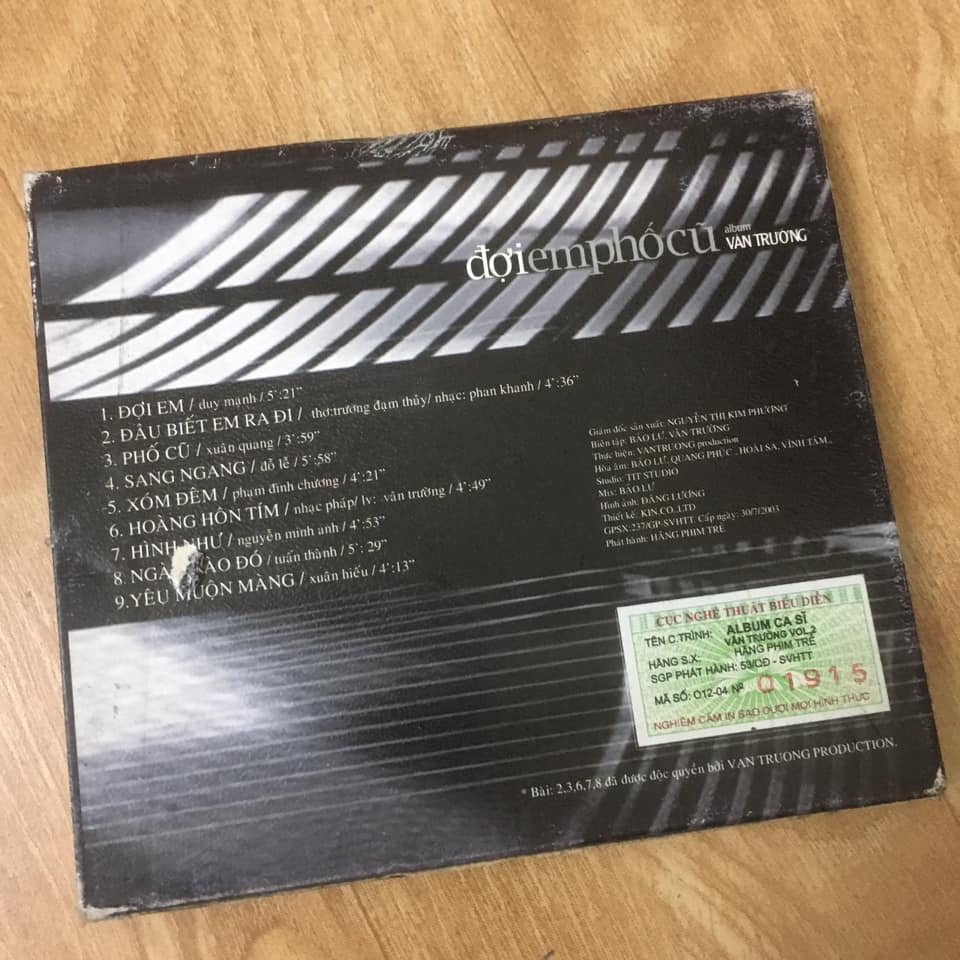 đợi em phố cũ album VÂN TRƯỜNG
1. ĐỢI EM / duy mạnh / 5':21"
2. ĐÂU BIẾT EM RA ĐI / thơ:trương đạm thủy/ nhạc: phan khanh / 4':36"
3. PHỐ CŨ / xuân quang / 3':59"
4. SANG NGANG / đỗ lễ / 5':58"
5. XÓM ĐÊM / phạm đình chương / 4':21"
6. HOÀNG HÔN TÍM / nhạc pháp/ lv: vân trường / 4':49"
7. HÌNH NHƯ / nguyễn minh anh / 4':53"
8. NGÀY ÀO ĐÓ / tuấn thành / 5': 29"
9.YÊU MUỘN MÀNG / xuân hiếu / 4':13"
Giám đốc sản xuất: NGUYỄN THỊ KIM PHƯỢNG
Biên tập: BẢO LƯ, VÂN TRƯỜNG
Thực hiện: VANTRUONG production
Hòa âm: BẢO LƯ, QUANG PHÚC , HOÀI SA, VĨNH TÂM..
Studio: TIT STUDIO
Mix: BẢO LƯ
Hình ảnh: ĐĂNG LƯƠNG
Thiết kế: KIN CO..LTD
GPSX:237/GP-SVHTT Cấp ngày: 30/7/2003
Phát hành: HÃNG PHIM TRẺ
CỤC NGHỆ THUẬT BIỂU DIỄN
TÊN C.TRÌNH: ALBUM CA SĨ
VÂN TRƯỜNG VOL.2
HÃNG S.X: HÃNG PHIM TRẺ
SGP PHÁT HÀNH: 53/QĐ - SVHTT
MÃ SỐ: O12-04 Nº 01915
NGHIÊM CẤM IN SAO DƯỚI MỌI HÌNH THỨC
* Bài: 2,3,6,7,8 đã được độc quyền bởi VAN TRUONG PRODUCTION.